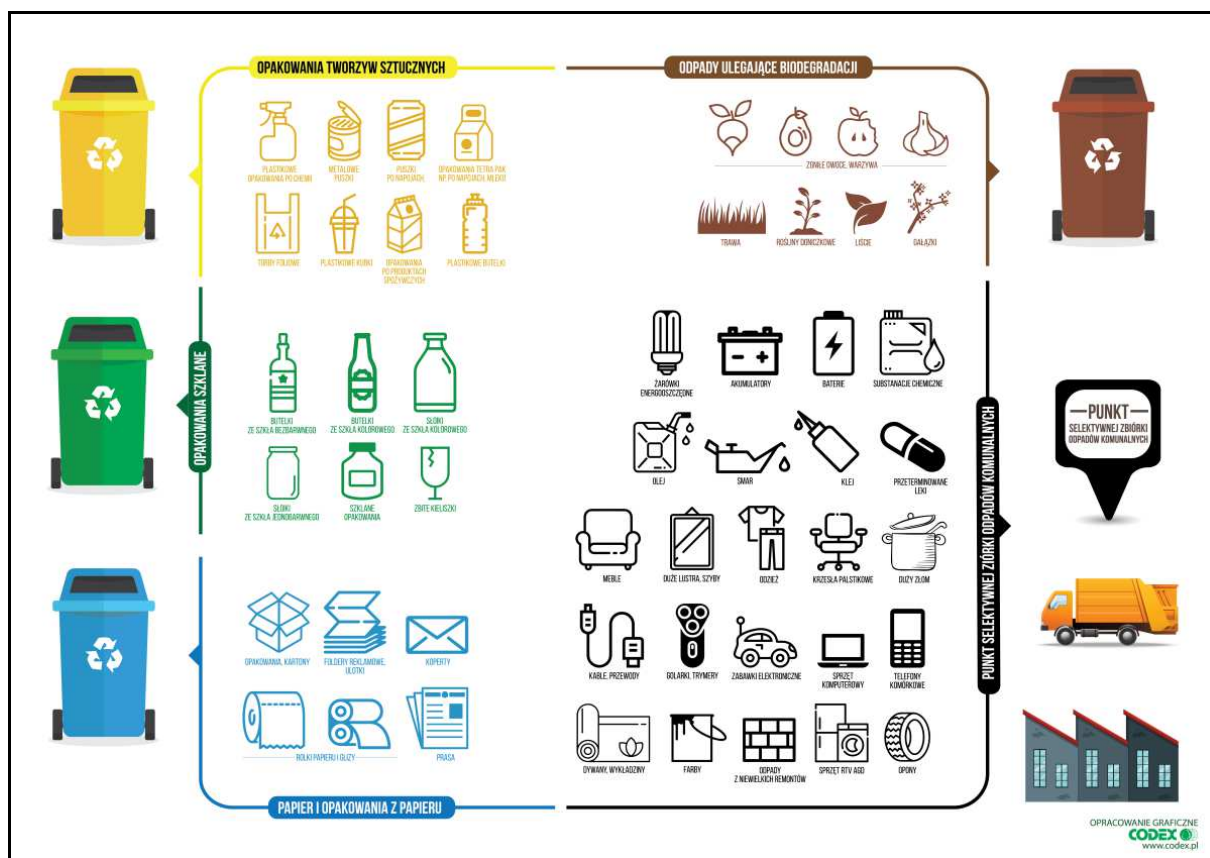 OPAKOWANIA TWORZYW SZTUCZNYCH
PLASTIKOWE
OPAKOWANIA PO CHEMII
METALOWE
PUSZKI
PUSZKI
PO NAPOJACH,
OPAKOWANIA TETRA PAK
NP. PO NAPOJACH, MLEKU
TORBY FOLIOWE
PLASTIKOWE KUBKI
OPAKOWANIA
PO PRODUKTACH
SPOŻYWCZYCH
PLASTIKOWE BUTELKI
ODPADY ULEGAJĄCE BIODEGRADACJI
ZGNIŁE OWOCE, WARZYWA
TRAWA
ROŚLINY DONICZKOWE
LIŚCIE
GAŁĄZKI
OPAKOWANIA SZKLANE
BUTELKI
ZE SZKŁA BEZBARWNEGO
BUTELKI
ZE SZKŁA KOLOROWEGO
SŁOIKI
ZE SZKŁA KOLOROWEGO
SŁOIKI
ZE SZKŁA JEDNOBARWNEGO
SZKLANE
OPAKOWANIA
ZBITE KIELISZKI
OPAKOWANIA, KARTONY
FOLDERY REKLAMOWE,
ULOTKI
KOPERTY
ROLKI PAPIERU I GLIZY
PRASA
PAPIER I OPAKOWANIA Z PAPIERU
ŻARÓWKI
ENERGOOSZCZĘDNE
AKUMULATORY
BATERIE
SUBSTANACJE CHEMICZNE
OLEJ
SMAR
KLEJ
PRZETERMINOWANE
LEKI
MEBLE
DUŻE LUSTRA, SZYBY
ODZIEŻ
KRZESŁA PALSTIKOWE
DUŻY ZŁOM
KABLE, PRZEWODY
GOLARKI, TRYMERY
ZABAWKI ELEKTRONICZNE
SPRZĘT
KOMPUTEROWY
TELEFONY
KOMÓRKOWE
DYWANY, WYKŁADZINY
FARBY
ODPADY
Z NIEWIELKICH REMONTÓW
SPRZĘT RTV AGD
OPONY
PUNKT SELEKTYWNEJ ZIÓRKI ODPADÓW KOMUNALNYCH
PUNKT
SELEKTYWNEJ ZBIÓRKI
ODPADÓW KOMUNALNYCH
OPRACOWANIE GRAFICZNE
CODEX
www.codex.pl